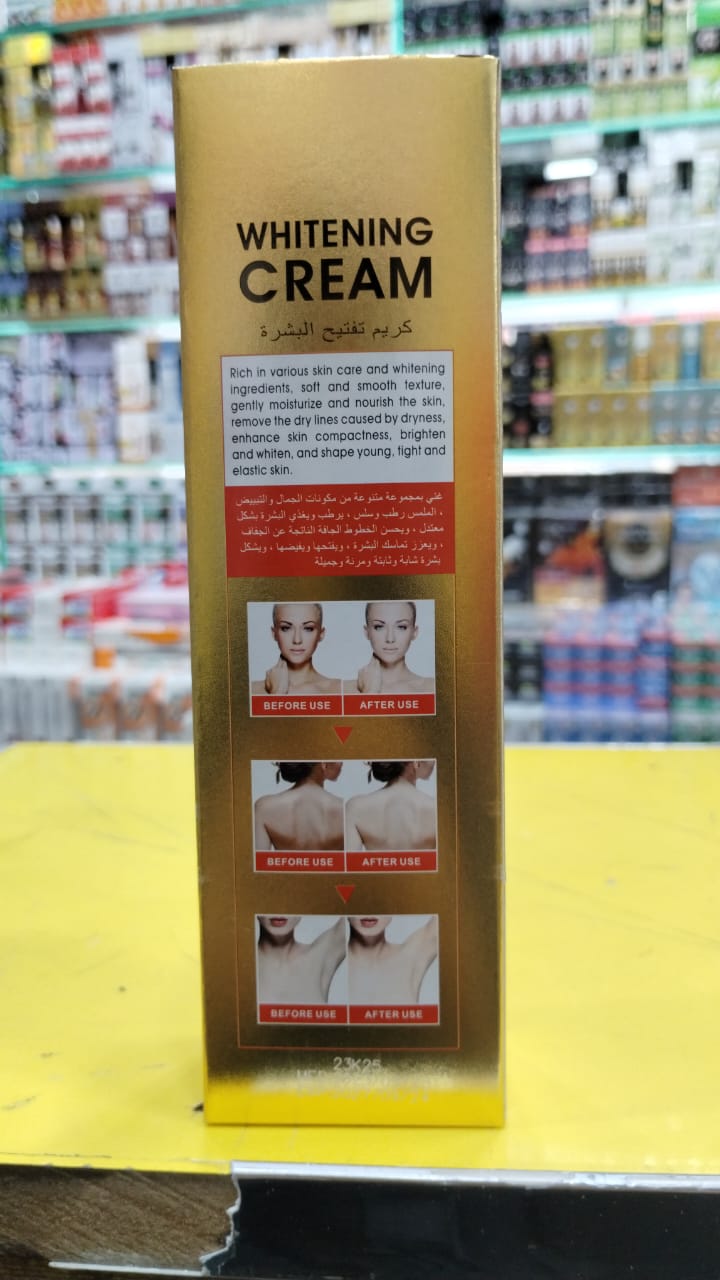 WHITENING
CREAM
كريم تفتيح البشرة
Rich in various skin care and whitening
ingredients, soft and smooth texture,
gently moisturize and nourish the skin,
remove the dry lines caused by dryness,
enhance skin compactness, brighten
and whiten, and shape young, tight and
elastic skin.
غني بمجموعة متنوعة من مكونات الجمال والتبييض
، الملمس رطب وسلس ، يرطب ويغذي البشرة بشكل
معتدل ، ويحسن الخطوط الجافة الناتجة عن الجفاف
، ويعزز تماسك البشرة ، ويفتحها ويفيضها ، ويشكل
بشرة شابة وثابتة ومرنة وجميلة
BEFORE USE AFTER USE
BEFORE USE AFTER USE
BEFORE USE AFTER USE
23K25